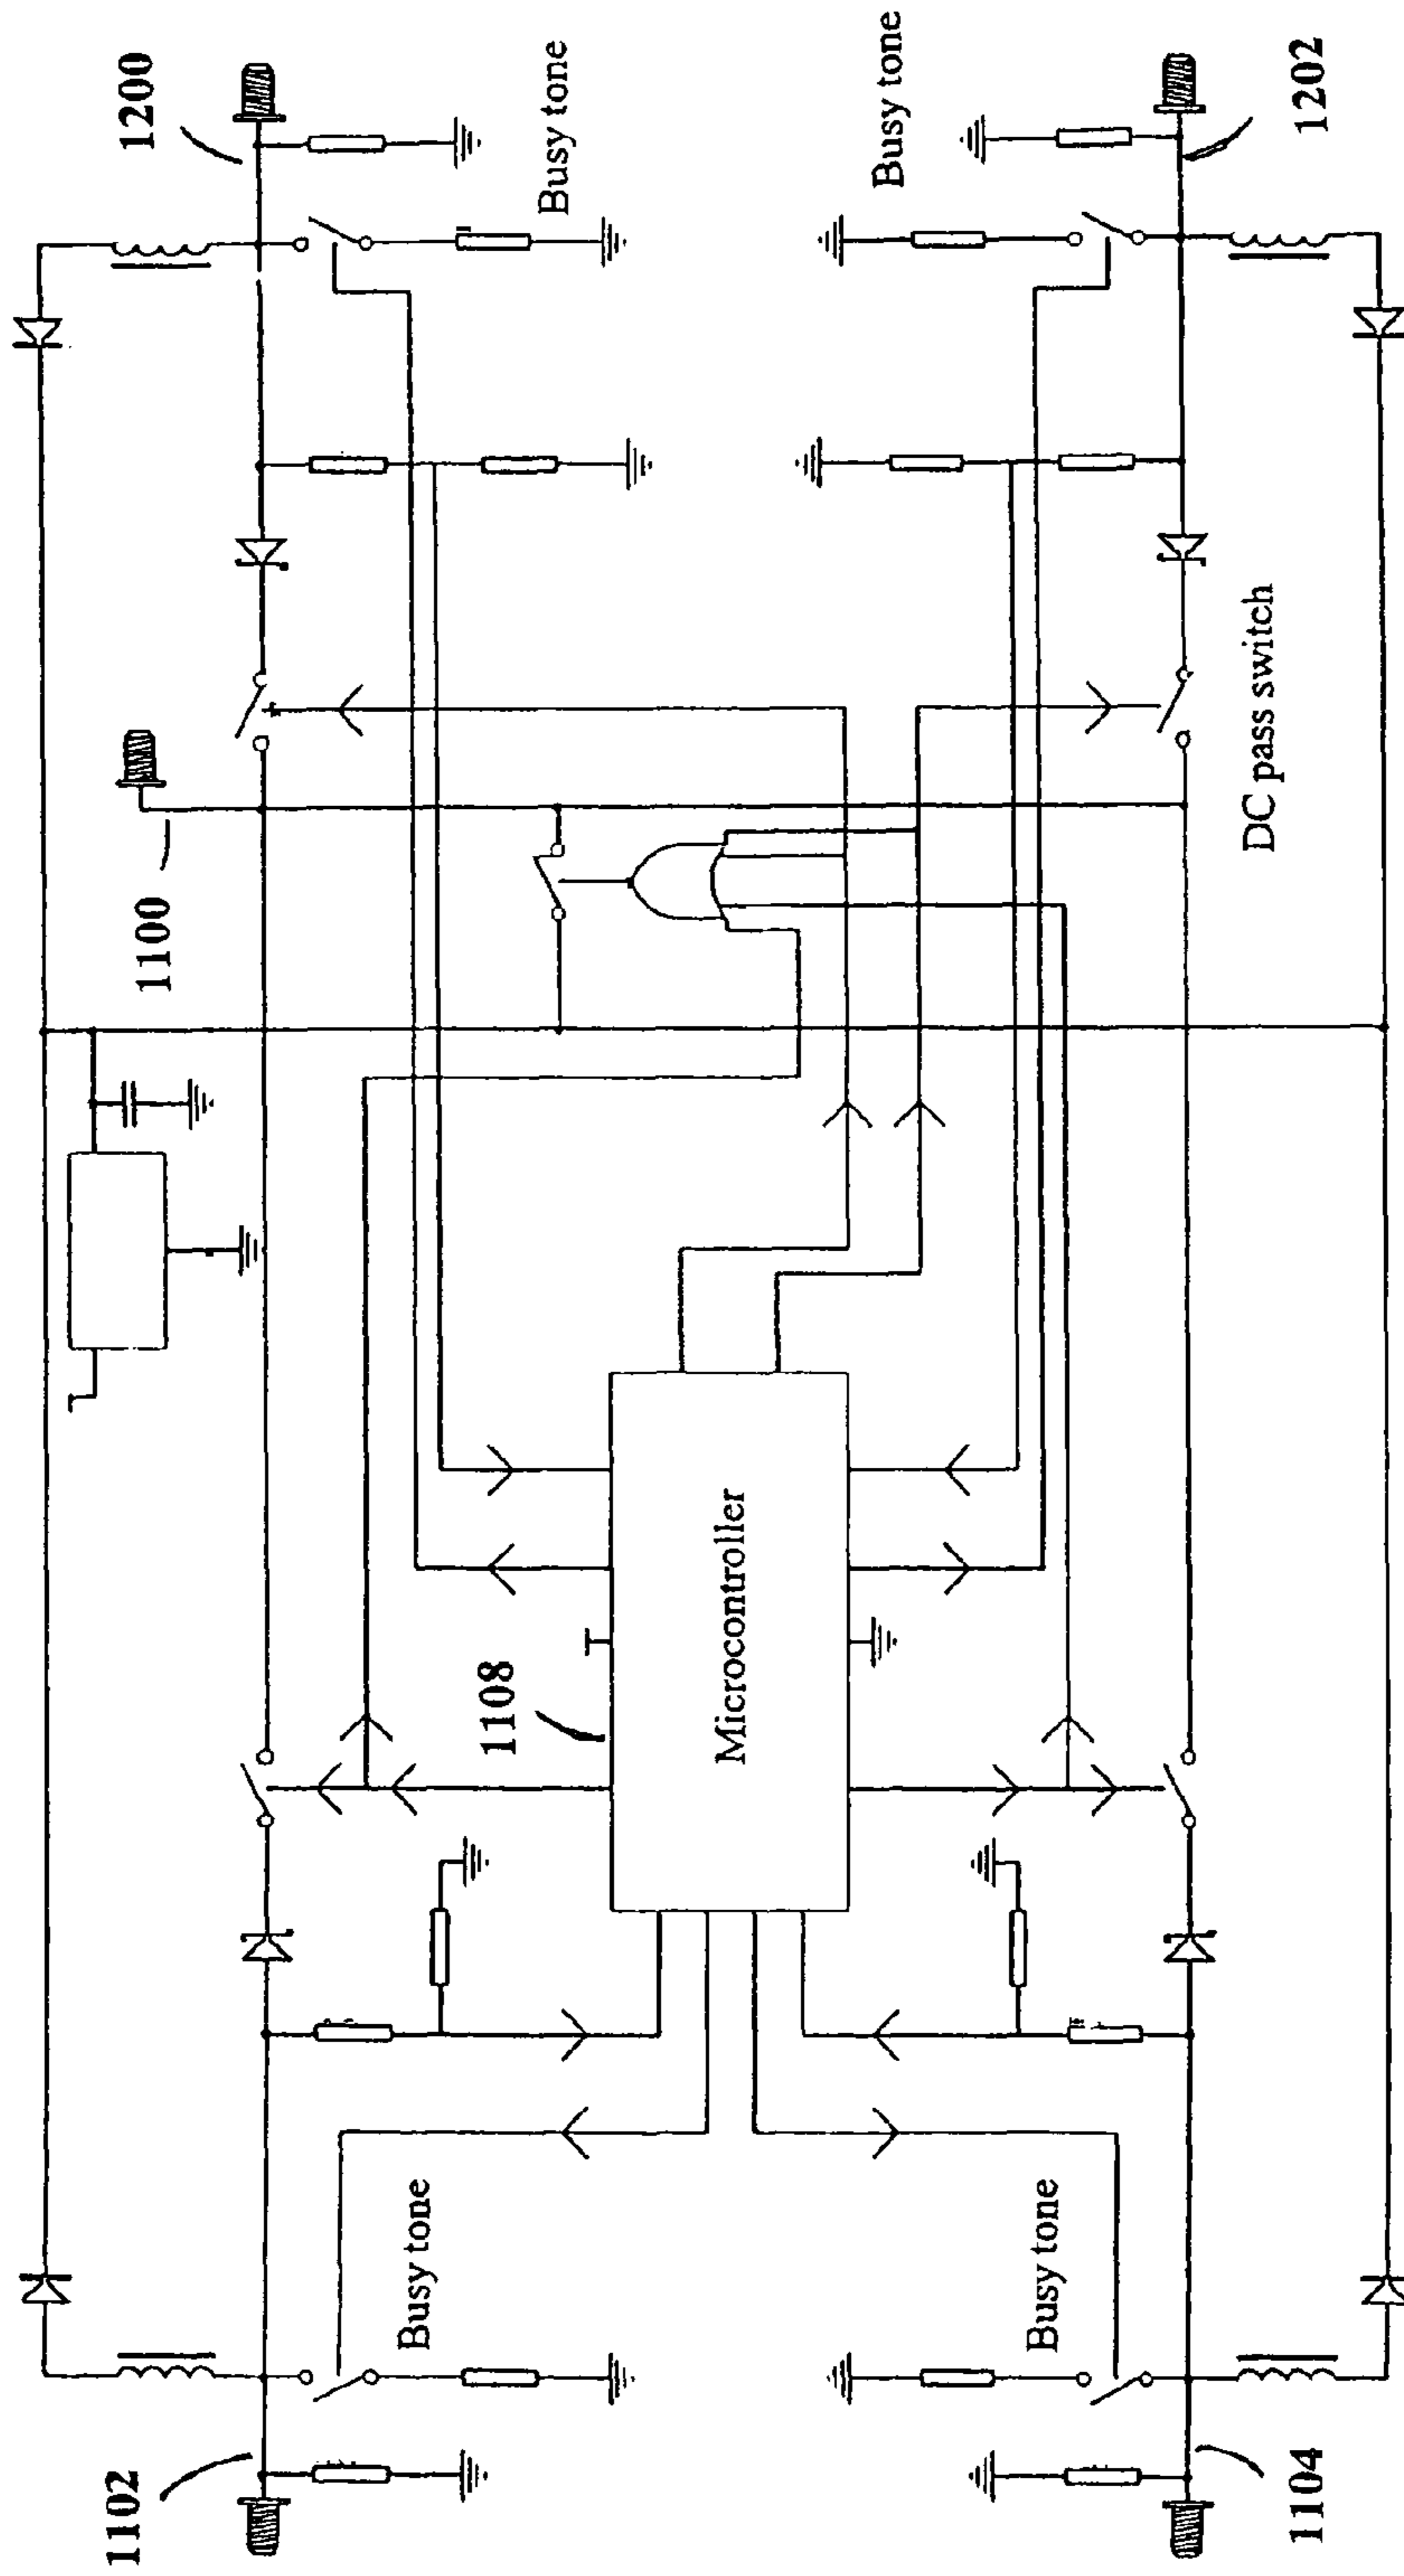 1102
1200
Busy tone
Busy tone
1100
1108
Microcontroller
Busy tone
Busy tone
DC pass switch
1104
1202